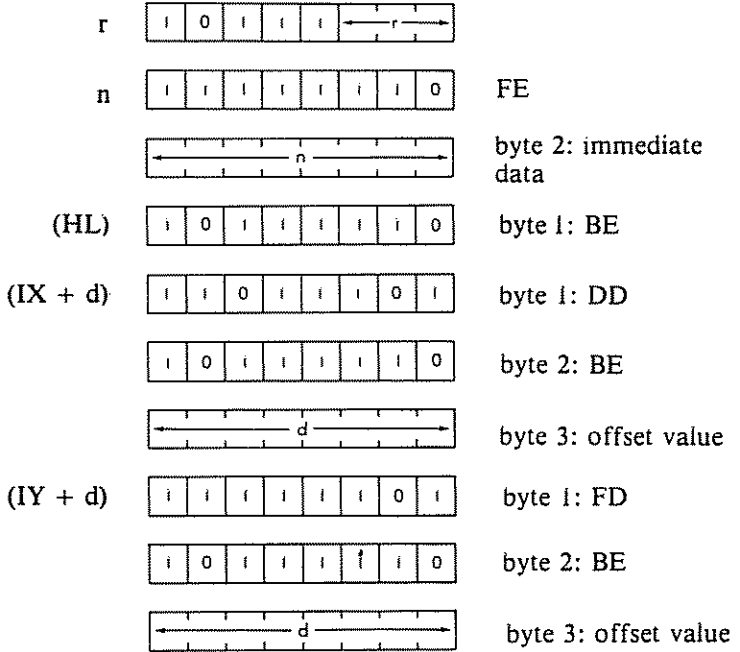 r 1 0 1 1 1 r
n 1 1 1 1 1 1 1 0 FE
n byte 2: immediate
data
(HL) 1 0 1 1 1 1 1 0 byte 1: BE
(IX + d) 1 1 0 1 1 1 0 1 byte 1: DD
1 0 1 1 1 1 1 0 byte 2: BE
d byte 3: offset value
(IY + d) 1 1 1 1 1 1 0 1 byte 1: FD
1 0 1 1 1 1 1 0 byte 2: BE
d byte 3: offset value